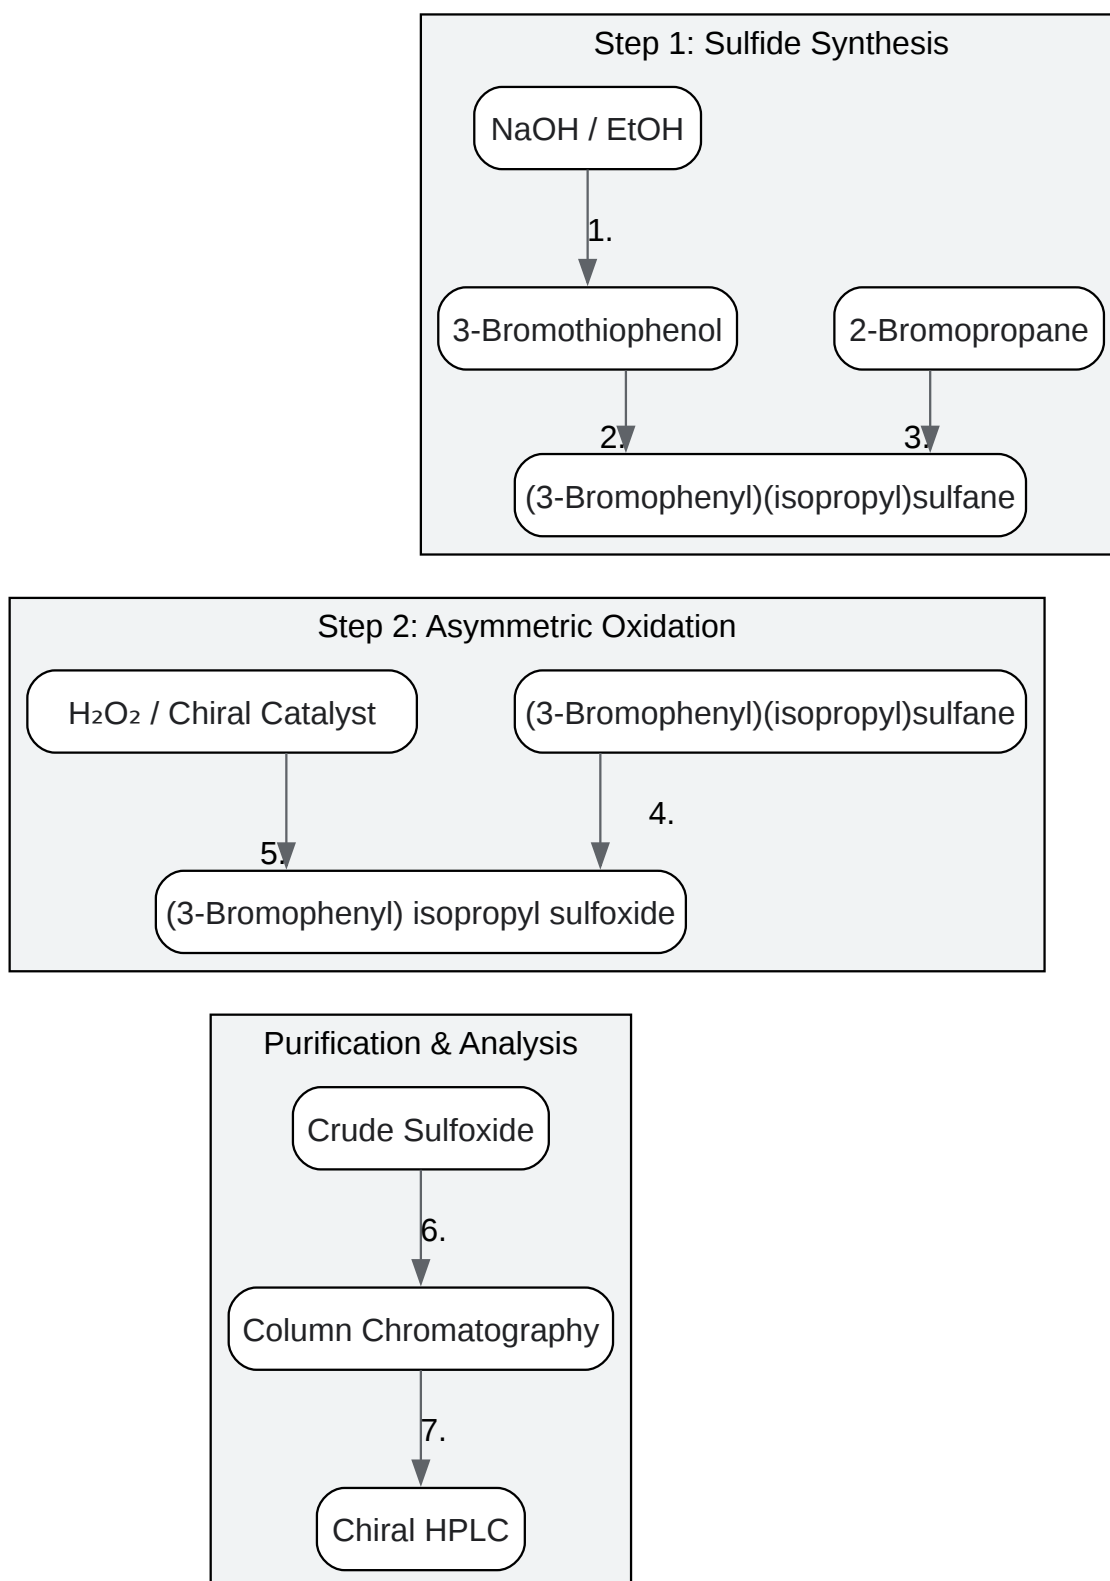 Step 1: Sulfide Synthesis
NaOH / EtOH
1.
3-Bromothiophenol
2-Bromopropane
2.
3.
(3-Bromophenyl)(isopropyl)sulfane
Step 2: Asymmetric Oxidation
H₂O₂ / Chiral Catalyst
(3-Bromophenyl)(isopropyl)sulfane
4.
5.
(3-Bromophenyl) isopropyl sulfoxide
Purification & Analysis
Crude Sulfoxide
6.
Column Chromatography
7.
Chiral HPLC